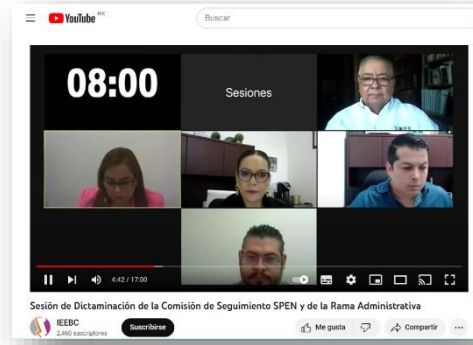 YouTube MX
Buscar
08:00
Sesiones
4:42 / 17:00
Sesión de Dictaminación de la Comisión de Seguimiento SPEN y de la Rama Administrativa
IEEBC
2,460 suscriptores
Suscribirse
Me gusta
Compartir